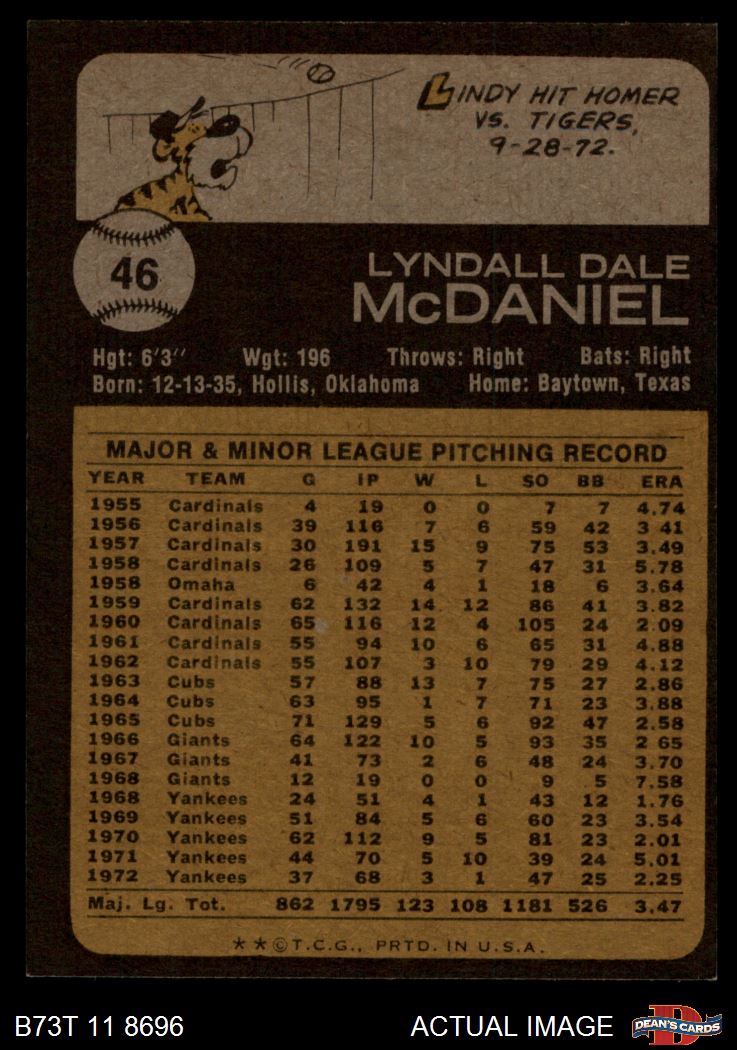 LINDY HIT HOMER
VS. TIGERS,
9-28-72.
46
LYNDALL DALE
McDANIEL
Hgt: 6'3" Wgt: 196 Throws: Right Bats: Right
Born: 12-13-35, Hollis, Oklahoma Home: Baytown, Texas
MAJOR & MINOR LEAGUE PITCHING RECORD
YEAR TEAM G IP W L SO BB ERA
1955 Cardinals 4 19 0 0 7 7 4.74
1956 Cardinals 39 116 7 6 59 42 3 41
1957 Cardinals 30 191 15 9 75 53 3.49
1958 Cardinals 26 109 5 7 47 31 5.78
1958 Omaha 6 42 4 1 18 6 3.64
1959 Cardinals 62 132 14 12 86 41 3.82
1960 Cardinals 65 116 12 4 105 24 2.09
1961 Cardinals 55 94 10 6 65 31 4.88
1962 Cardinals 55 107 3 10 79 29 4.12
1963 Cubs 57 88 13 7 75 27 2.86
1964 Cubs 63 95 1 7 71 23 3.88
1965 Cubs 71 129 5 6 92 47 2.58
1966 Giants 64 122 10 5 93 35 2 65
1967 Giants 41 73 2 6 48 24 3.70
1968 Giants 12 19 0 0 9 5 7.58
1968 Yankees 24 51 4 1 43 12 1.76
1969 Yankees 51 84 5 6 60 23 3.54
1970 Yankees 62 112 9 5 81 23 2.01
1971 Yankees 44 70 5 10 39 24 5.01
1972 Yankees 37 68 3 1 47 25 2.25
Maj. Lg. Tot. 862 1795 123 108 1181 526 3.47
★★©T.C.G., PRTD. IN U.S.A.
B73T 11 8696 ACTUAL IMAGE DEAN'S CARDS